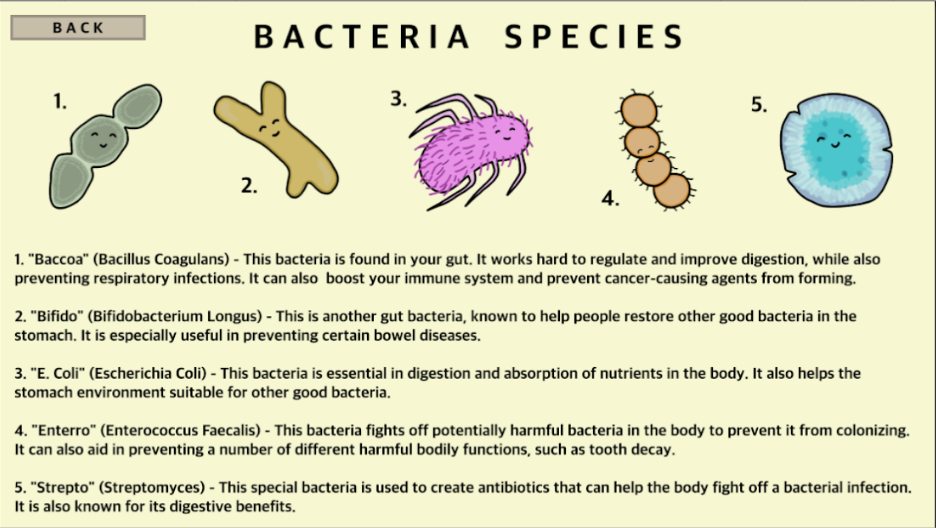 BACK
BACTERIA SPECIES
1.
2.
3.
4.
5.
1. "Baccoa" (Bacillus Coagulans) - This bacteria is found in your gut. It works hard to regulate and improve digestion, while also
preventing respiratory infections. It can also  boost your immune system and prevent cancer-causing agents from forming.
2. "Bifido" (Bifidobacterium Longus) - This is another gut bacteria, known to help people restore other good bacteria in the
stomach. It is especially useful in preventing certain bowel diseases.
3. "E. Coli" (Escherichia Coli) - This bacteria is essential in digestion and absorption of nutrients in the body. It also helps the
stomach environment suitable for other good bacteria.
4. "Enterro" (Enterococcus Faecalis) - This bacteria fights off potentially harmful bacteria in the body to prevent it from colonizing.
It can also aid in preventing a number of different harmful bodily functions, such as tooth decay.
5. "Strepto" (Streptomyces) - This special bacteria is used to create antibiotics that can help the body fight off a bacterial infection.
It is also known for its digestive benefits.